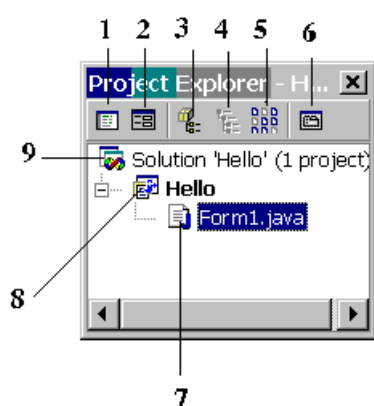 1 2 3 4 5 6
Project Explorer - H...
9
Solution 'Hello' (1 project)
Hello
Form1.java
8
7